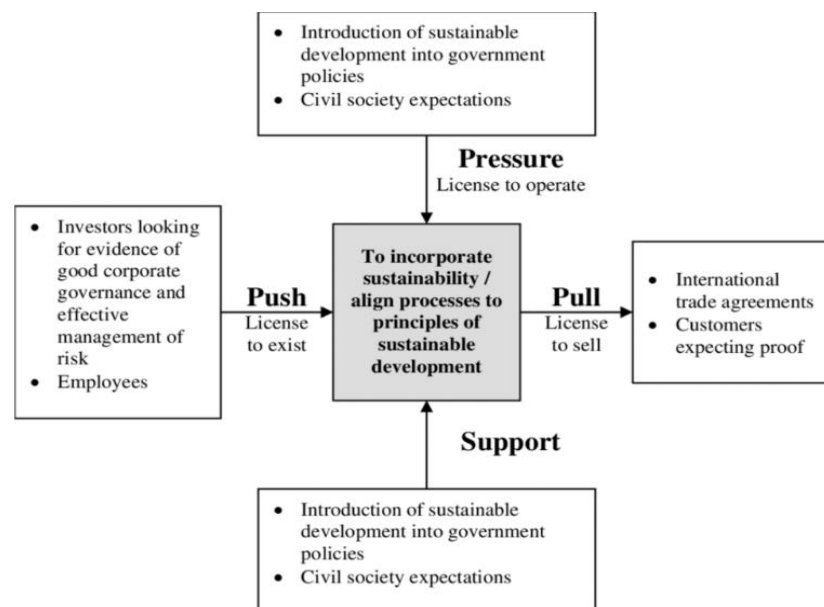 • Introduction of sustainable
development into government
policies
• Civil society expectations
Pressure
License to operate
• Investors looking
for evidence of
good corporate
governance and
effective
management of
risk
• Employees
Push
License
to exist
To incorporate
sustainability /
align processes to
principles of
sustainable
development
Pull
License
to sell
• International
trade agreements
• Customers
expecting proof
Support
• Introduction of sustainable
development into government
policies
• Civil society expectations